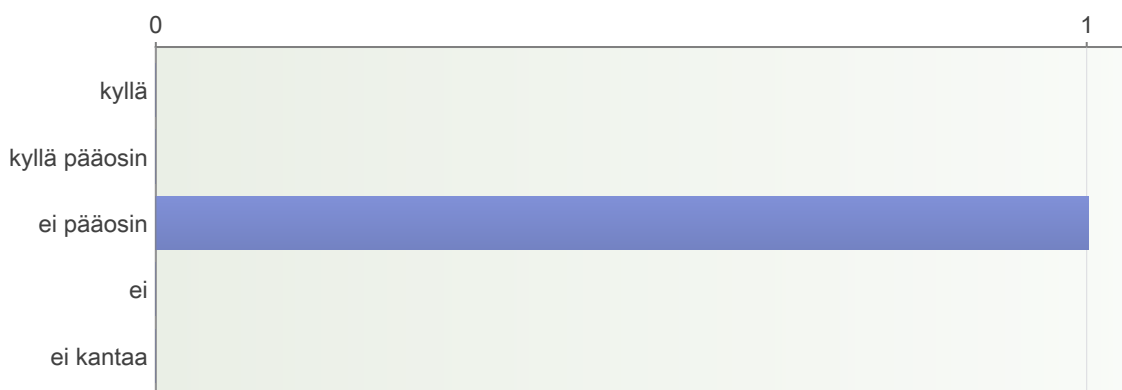 0 1
kyllä
kyllä pääosin
ei pääosin
ei
ei kantaa